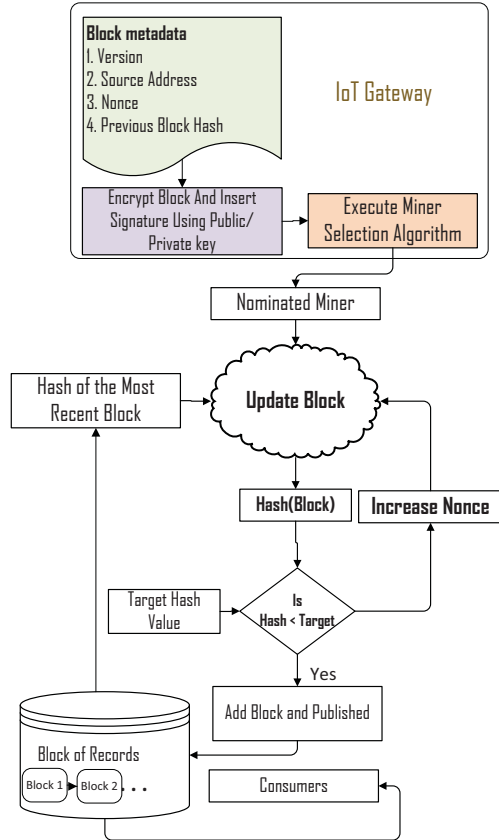 Block metadata
1. Version
2. Source Address
3. Nonce
4. Previous Block Hash
IoT Gateway
Encrypt Block And Insert
Signature Using Public/
Private key
Execute Miner
Selection Algorithm
Nominated Miner
Hash of the Most
Recent Block
Update Block
Hash(Block)
Increase Nonce
Target Hash
Value
Is
Hash < Target
Yes
Add Block and Published
Block of Records
Block 1
Block 2
. . .
Consumers